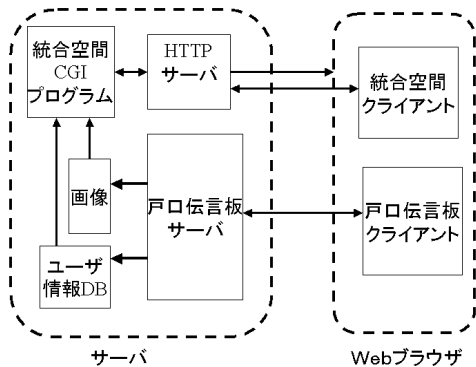 統合空間
CGI
プログラム
HTTP
サーバ
統合空間
クライアント
画像
戸口伝言板
サーバ
戸口伝言板
クライアント
ユーザ
情報DB
サーバ
Webブラウザ